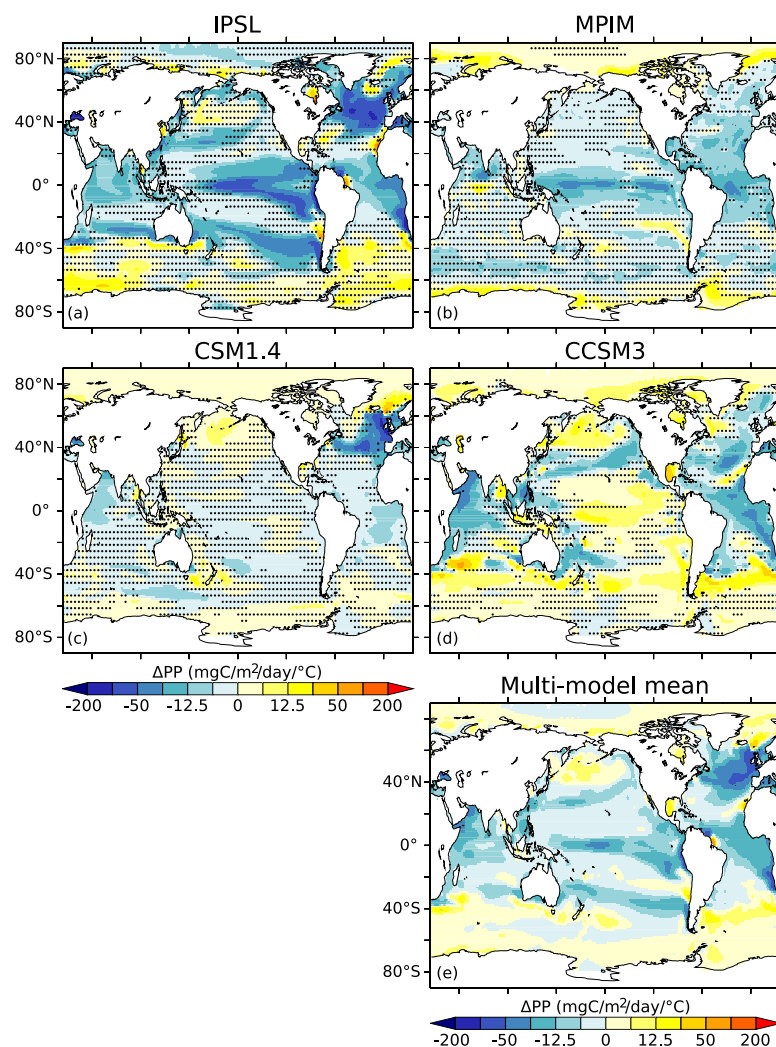 IPSL MPIM
80°N
40°N
0°
40°S
80°S
(a) (b)
CSM1.4 CCSM3
80°N
40°N
0°
40°S
80°S
(c) (d)
ΔPP (mgC/m²/day/°C)
-200 -50 -12.5 0 12.5 50 200
Multi-model mean
40°N
0°
40°S
80°S
(e)
ΔPP (mgC/m²/day/°C)
-200 -50 -12.5 0 12.5 50 200